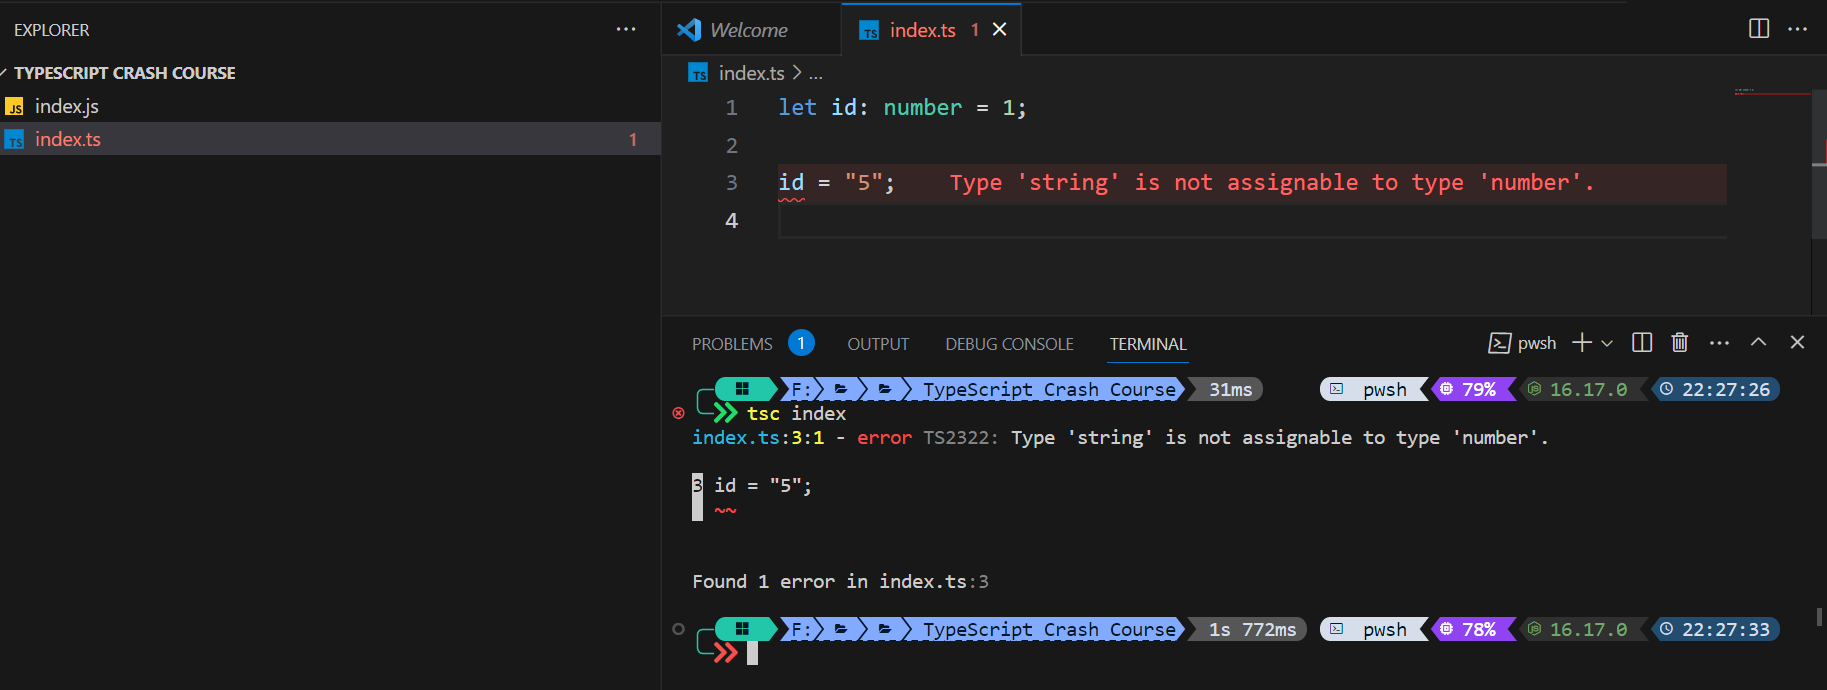 EXPLORER
TYPESCRIPT CRASH COURSE
JS index.js
TS index.ts 1
Welcome
TS index.ts 1
TS index.ts > ...
1 let id: number = 1;
2
3 id = "5"; Type 'string' is not assignable to type 'number'.
4
PROBLEMS 1 OUTPUT DEBUG CONSOLE TERMINAL pwsh
F: TypeScript Crash Course 31ms pwsh 79% 16.17.0 22:27:26
tsc index
index.ts:3:1 - error TS2322: Type 'string' is not assignable to type 'number'.
3 id = "5";
~~
Found 1 error in index.ts:3
F: TypeScript Crash Course 1s 772ms pwsh 78% 16.17.0 22:27:33